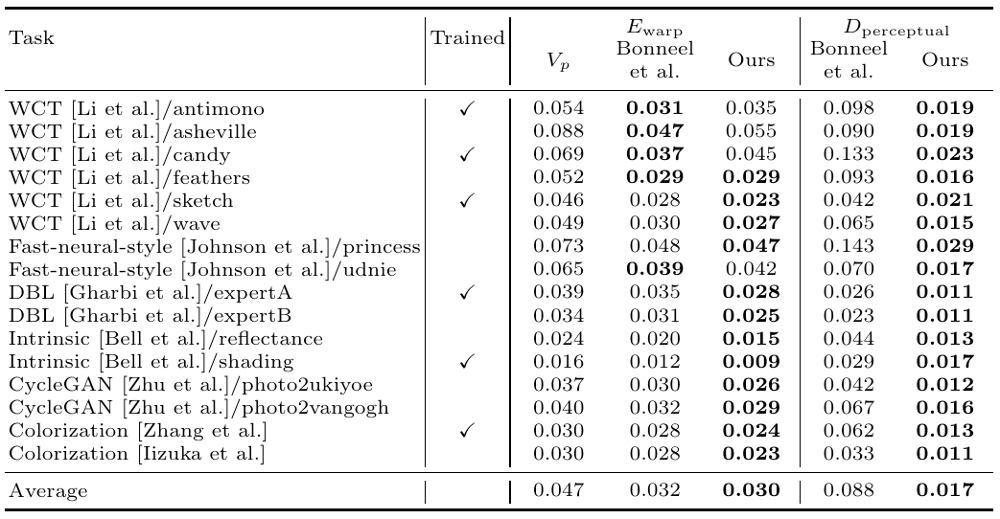 Task Trained E_warp D_perceptual
V_p Bonneel et al. Ours Bonneel et al. Ours
WCT [Li et al.]/antimono ✓ 0.054 0.031 0.035 0.098 0.019
WCT [Li et al.]/asheville 0.088 0.047 0.055 0.090 0.019
WCT [Li et al.]/candy ✓ 0.069 0.037 0.045 0.133 0.023
WCT [Li et al.]/feathers 0.052 0.029 0.029 0.093 0.016
WCT [Li et al.]/sketch ✓ 0.046 0.028 0.023 0.042 0.021
WCT [Li et al.]/wave 0.049 0.030 0.027 0.065 0.015
Fast-neural-style [Johnson et al.]/princess 0.073 0.048 0.047 0.143 0.029
Fast-neural-style [Johnson et al.]/udnie 0.065 0.039 0.042 0.070 0.017
DBL [Gharbi et al.]/expertA ✓ 0.039 0.035 0.028 0.026 0.011
DBL [Gharbi et al.]/expertB 0.034 0.031 0.025 0.023 0.011
Intrinsic [Bell et al.]/reflectance 0.024 0.020 0.015 0.044 0.013
Intrinsic [Bell et al.]/shading ✓ 0.016 0.012 0.009 0.029 0.017
CycleGAN [Zhu et al.]/photo2ukiyoe 0.037 0.030 0.026 0.042 0.012
CycleGAN [Zhu et al.]/photo2vangogh 0.040 0.032 0.029 0.067 0.016
Colorization [Zhang et al.] ✓ 0.030 0.028 0.024 0.062 0.013
Colorization [Iizuka et al.] 0.030 0.028 0.023 0.033 0.011
Average 0.047 0.032 0.030 0.088 0.017